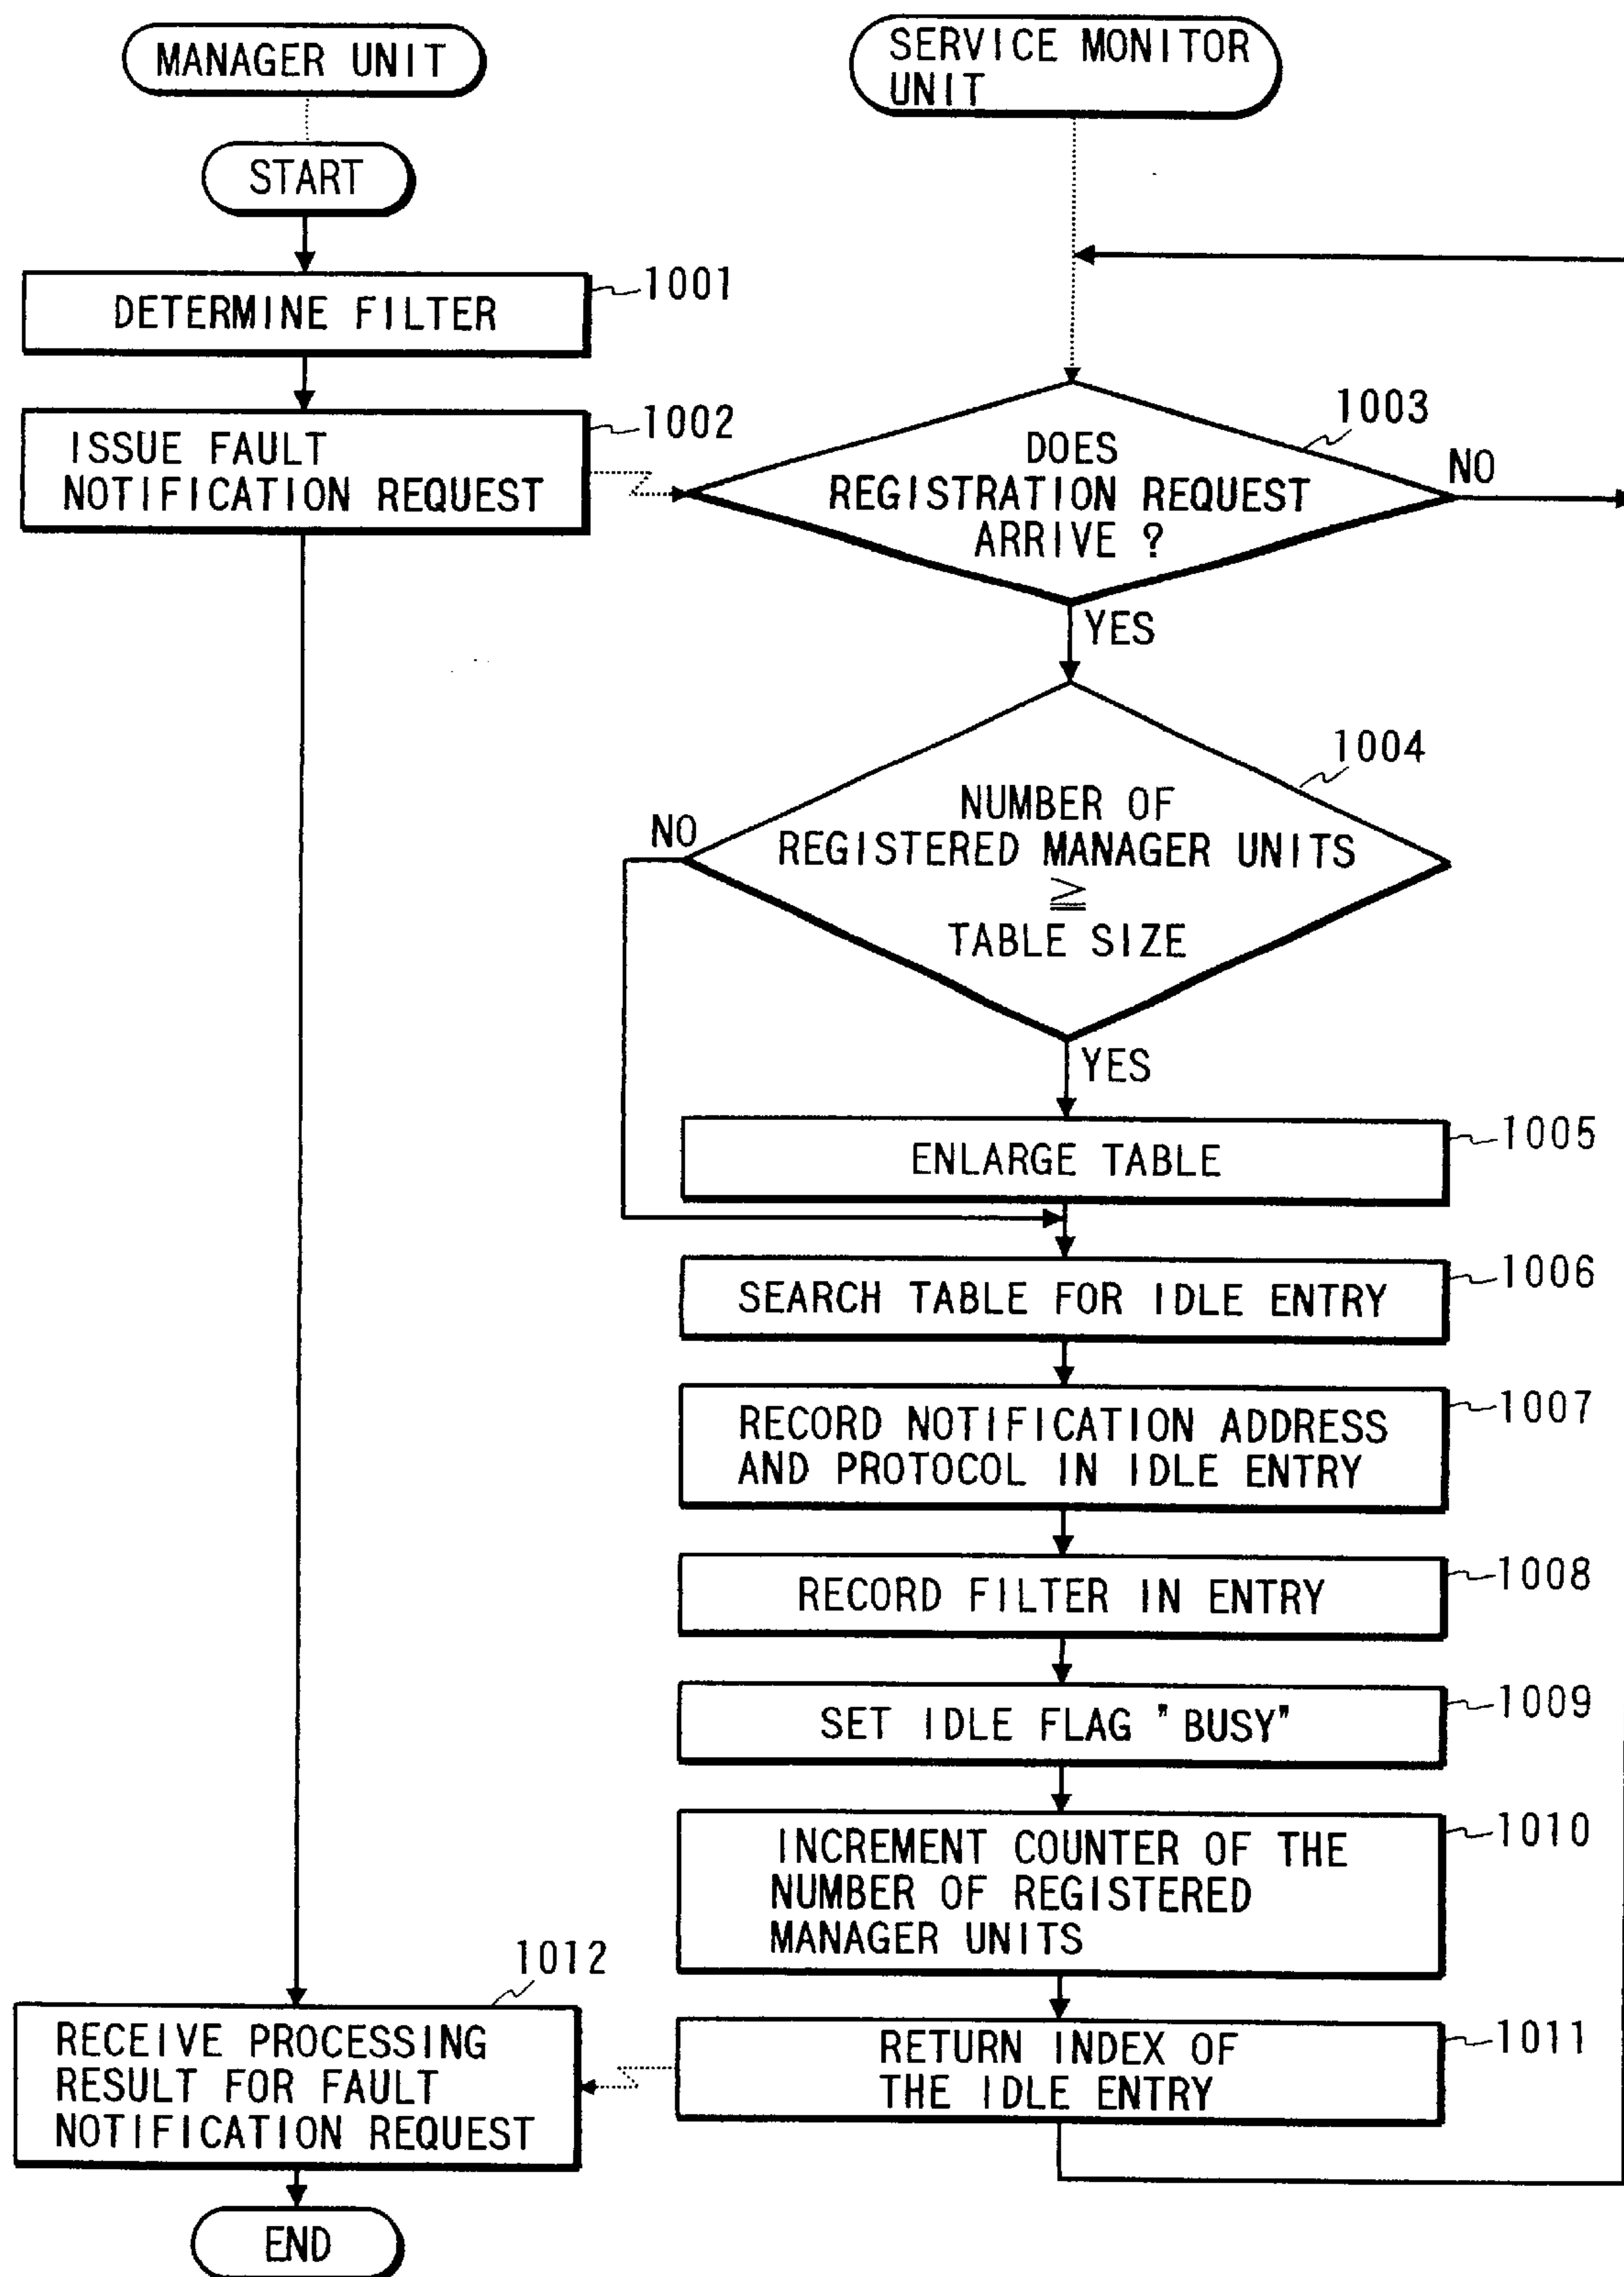 MANAGER UNIT
START
1001
DETERMINE FILTER
1002
ISSUE FAULT
NOTIFICATION REQUEST
SERVICE MONITOR
UNIT
1003
DOES
REGISTRATION REQUEST
ARRIVE ?
NO
YES
1004
NUMBER OF
REGISTERED MANAGER UNITS
≧
TABLE SIZE
NO
YES
1005
ENLARGE TABLE
1006
SEARCH TABLE FOR IDLE ENTRY
1007
RECORD NOTIFICATION ADDRESS
AND PROTOCOL IN IDLE ENTRY
1008
RECORD FILTER IN ENTRY
1009
SET IDLE FLAG "BUSY"
1010
INCREMENT COUNTER OF THE
NUMBER OF REGISTERED
MANAGER UNITS
1011
RETURN INDEX OF
THE IDLE ENTRY
1012
RECEIVE PROCESSING
RESULT FOR FAULT
NOTIFICATION REQUEST
END